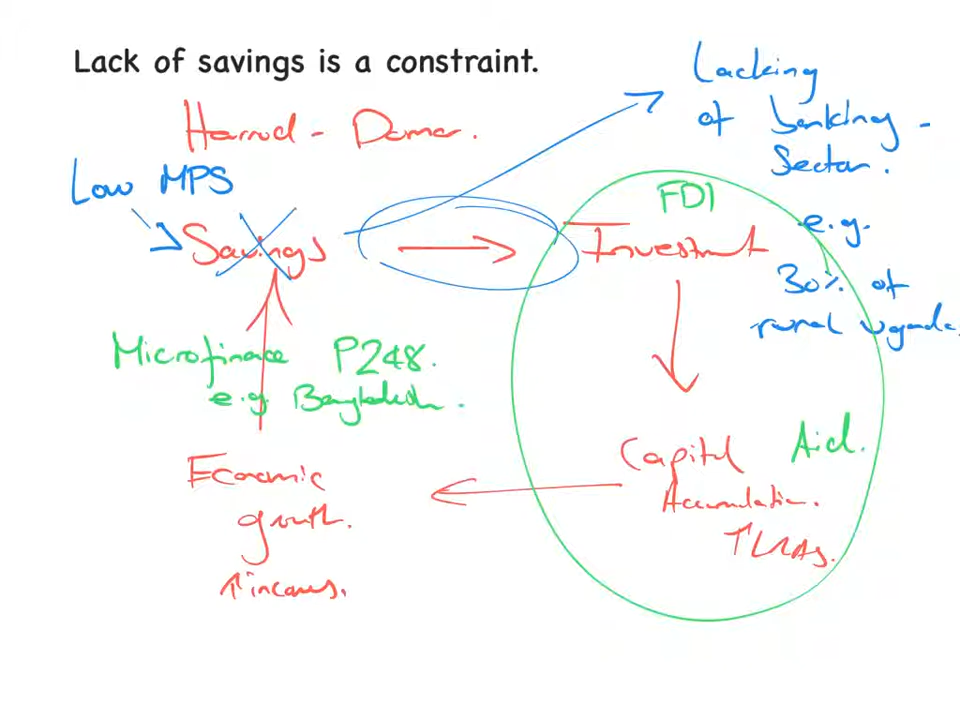 Lack of savings is a constraint.
Harrod - Domar.
Lacking
of banking -
Sector.
Low MPS
FDI
Savings
Investment
e.g.
30% of
rural Uganda
Microfinance P248.
e.g. Bangladesh.
Capital
Aid.
Accumulation.
↑LRAS.
Economic
growth.
↑incomes.